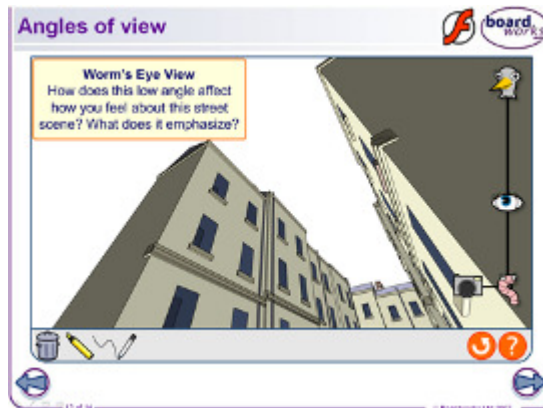 Angles of view
board
works
Worm's Eye View
How does this low angle affect
how you feel about this street
scene? What does it emphasize?
?